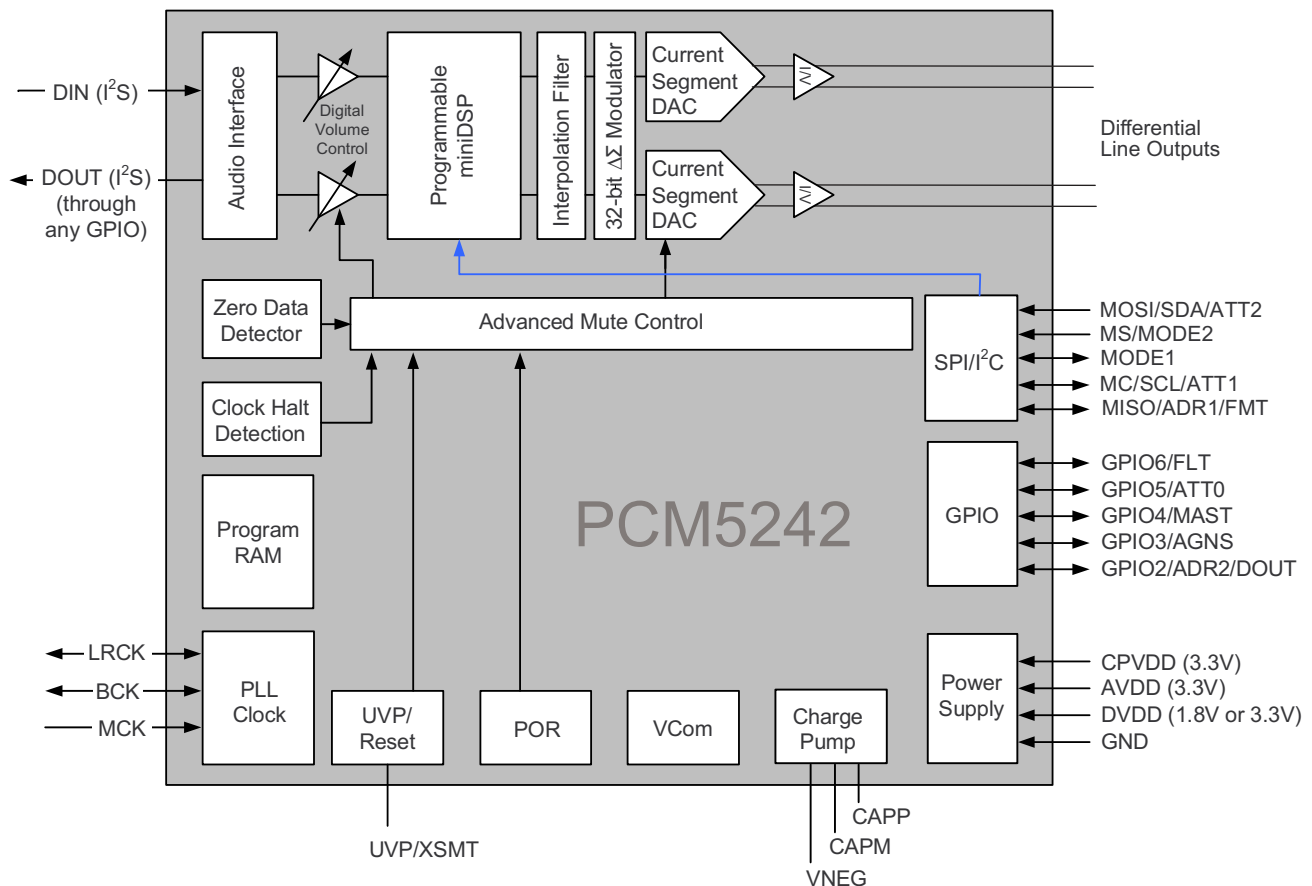 DIN (I²S)
DOUT (I²S)
(through
any GPIO)
Audio Interface
Digital
Volume
Control
Programmable
miniDSP
Interpolation Filter
32-bit ΔΣ Modulator
Current
Segment
DAC
I/V
Current
Segment
DAC
I/V
Differential
Line Outputs
Zero Data
Detector
Advanced Mute Control
Clock Halt
Detection
SPI/I²C
MOSI/SDA/ATT2
MS/MODE2
MODE1
MC/SCL/ATT1
MISO/ADR1/FMT
Program
RAM
PCM5242
GPIO
GPIO6/FLT
GPIO5/ATT0
GPIO4/MAST
GPIO3/AGNS
GPIO2/ADR2/DOUT
LRCK
BCK
MCK
PLL
Clock
UVP/
Reset
POR
VCom
Charge
Pump
Power
Supply
CPVDD (3.3V)
AVDD (3.3V)
DVDD (1.8V or 3.3V)
GND
UVP/XSMT
CAPP
CAPM
VNEG